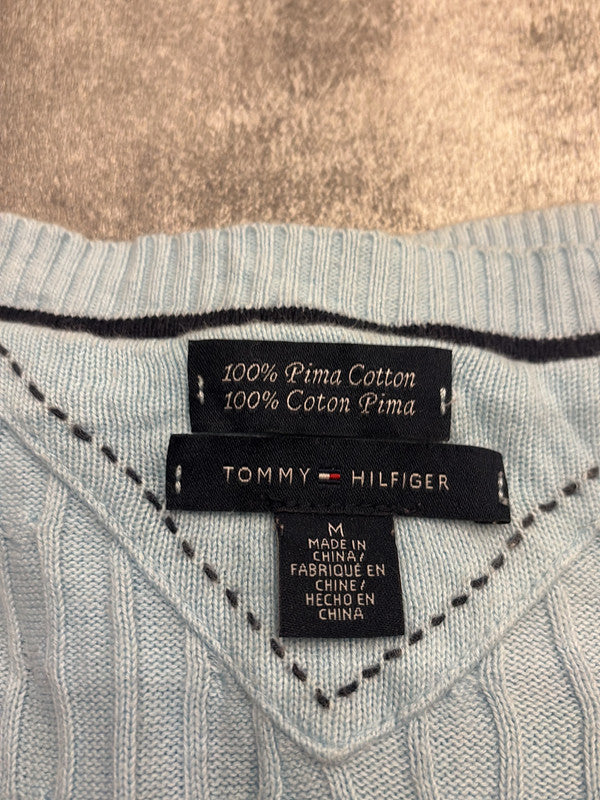 100% Pima Cotton
100% Coton Pima
TOMMY HILFIGER
M
MADE IN
CHINA/
FABRIQUÉ EN
CHINE/
HECHO EN
CHINA